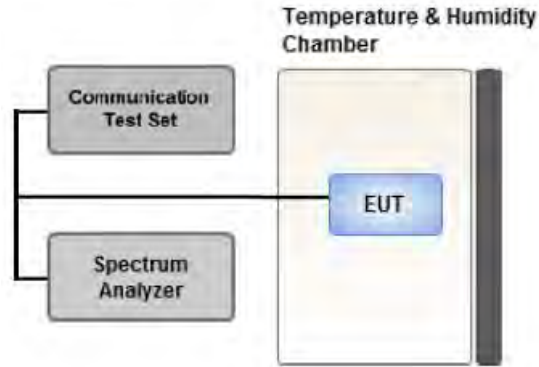 Temperature & Humidity
Chamber
Communication
Test Set
EUT
Spectrum
Analyzer